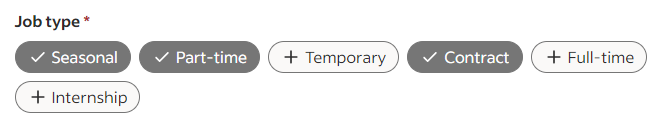 Job type *
Seasonal Part-time + Temporary Contract + Full-time
+ Internship